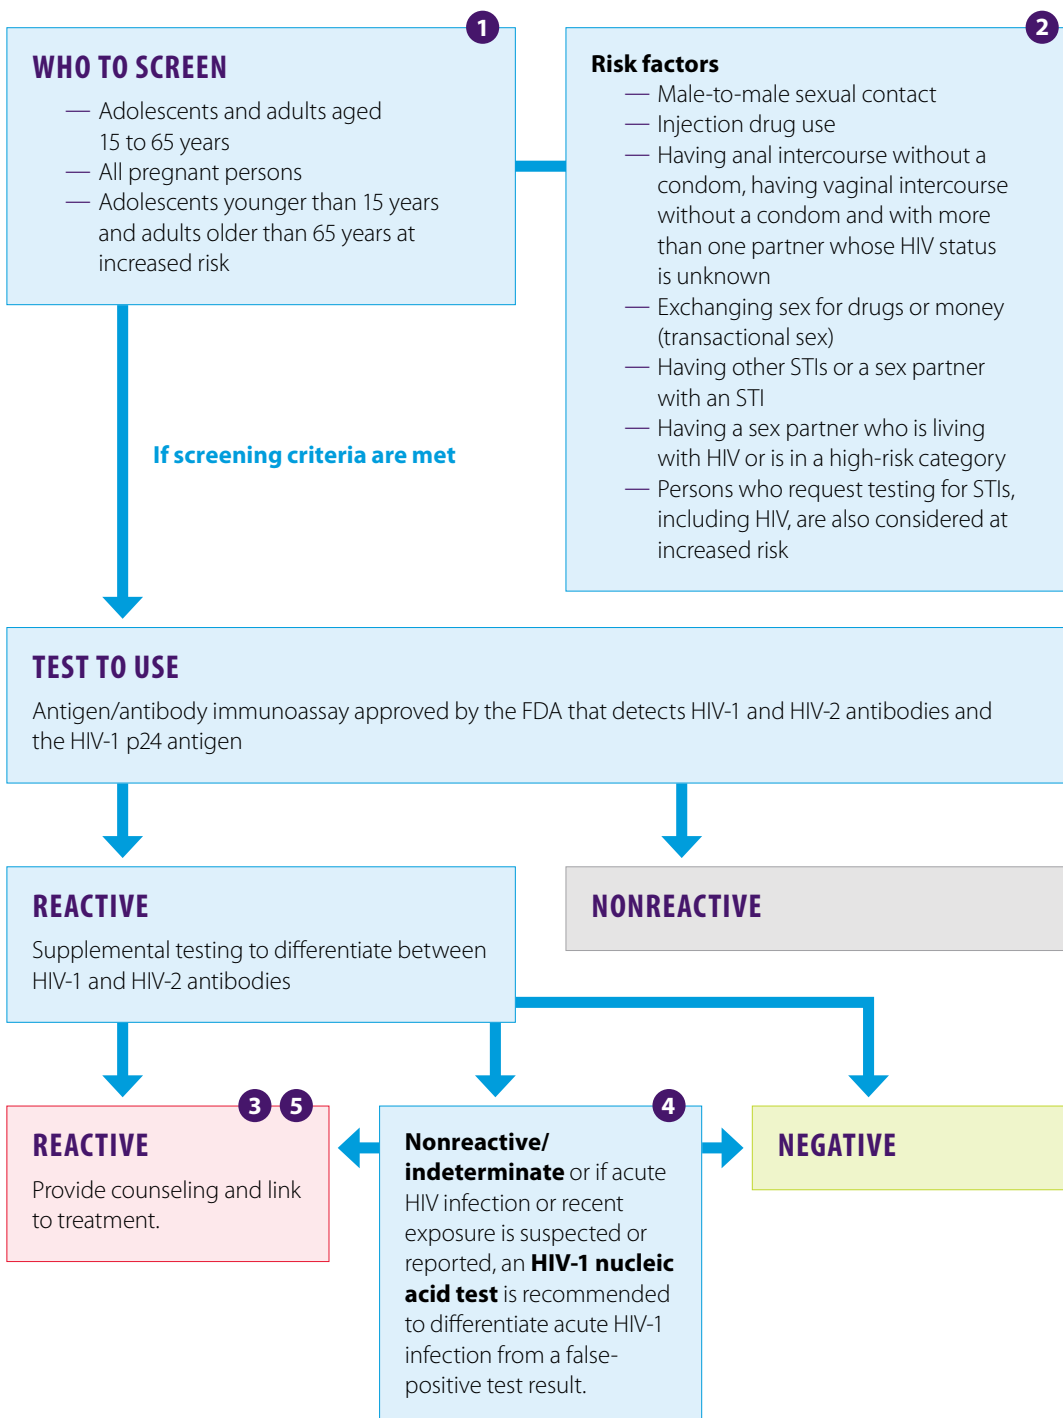 1
WHO TO SCREEN
— Adolescents and adults aged
15 to 65 years
— All pregnant persons
— Adolescents younger than 15 years
and adults older than 65 years at
increased risk
2
Risk factors
— Male-to-male sexual contact
— Injection drug use
— Having anal intercourse without a
condom, having vaginal intercourse
without a condom and with more
than one partner whose HIV status
is unknown
— Exchanging sex for drugs or money
(transactional sex)
— Having other STIs or a sex partner
with an STI
— Having a sex partner who is living
with HIV or is in a high-risk category
— Persons who request testing for STIs,
including HIV, are also considered at
increased risk
If screening criteria are met
TEST TO USE
Antigen/antibody immunoassay approved by the FDA that detects HIV-1 and HIV-2 antibodies and
the HIV-1 p24 antigen
REACTIVE
Supplemental testing to differentiate between
HIV-1 and HIV-2 antibodies
NONREACTIVE
3 5
REACTIVE
Provide counseling and link
to treatment.
4
Nonreactive/
indeterminate or if acute
HIV infection or recent
exposure is suspected or
reported, an HIV-1 nucleic
acid test is recommended
to differentiate acute HIV-1
infection from a false-
positive test result.
NEGATIVE